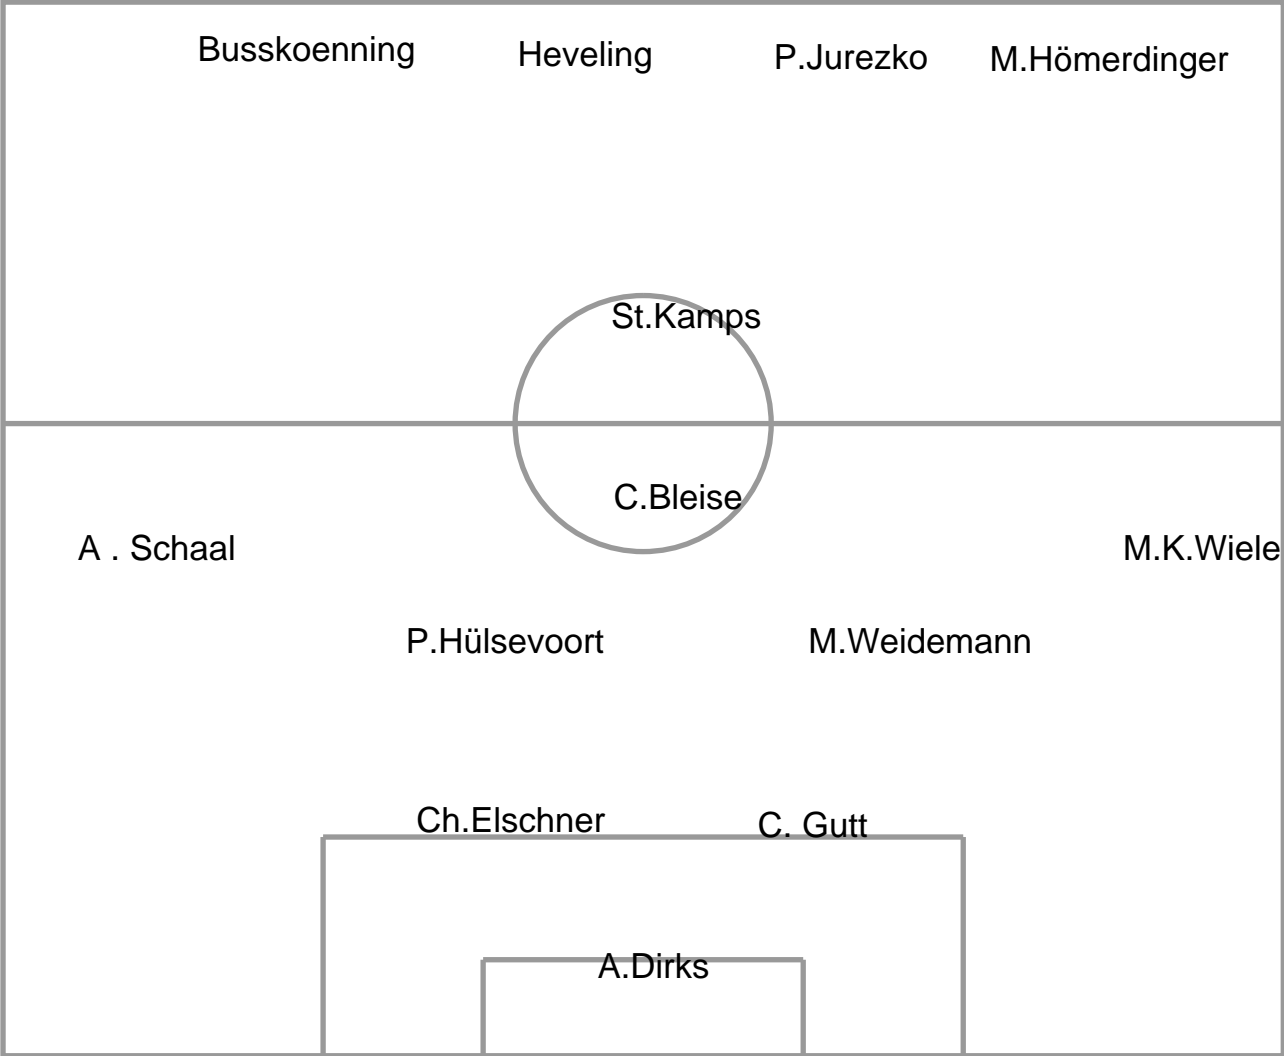 Busskoenning Heveling P.Jurezko M.Hömerdinger
St.Kamps
C.Bleise
A . Schaal M.K.Wiele
P.Hülsevoort M.Weidemann
Ch.Elschner C. Gutt
A.Dirks